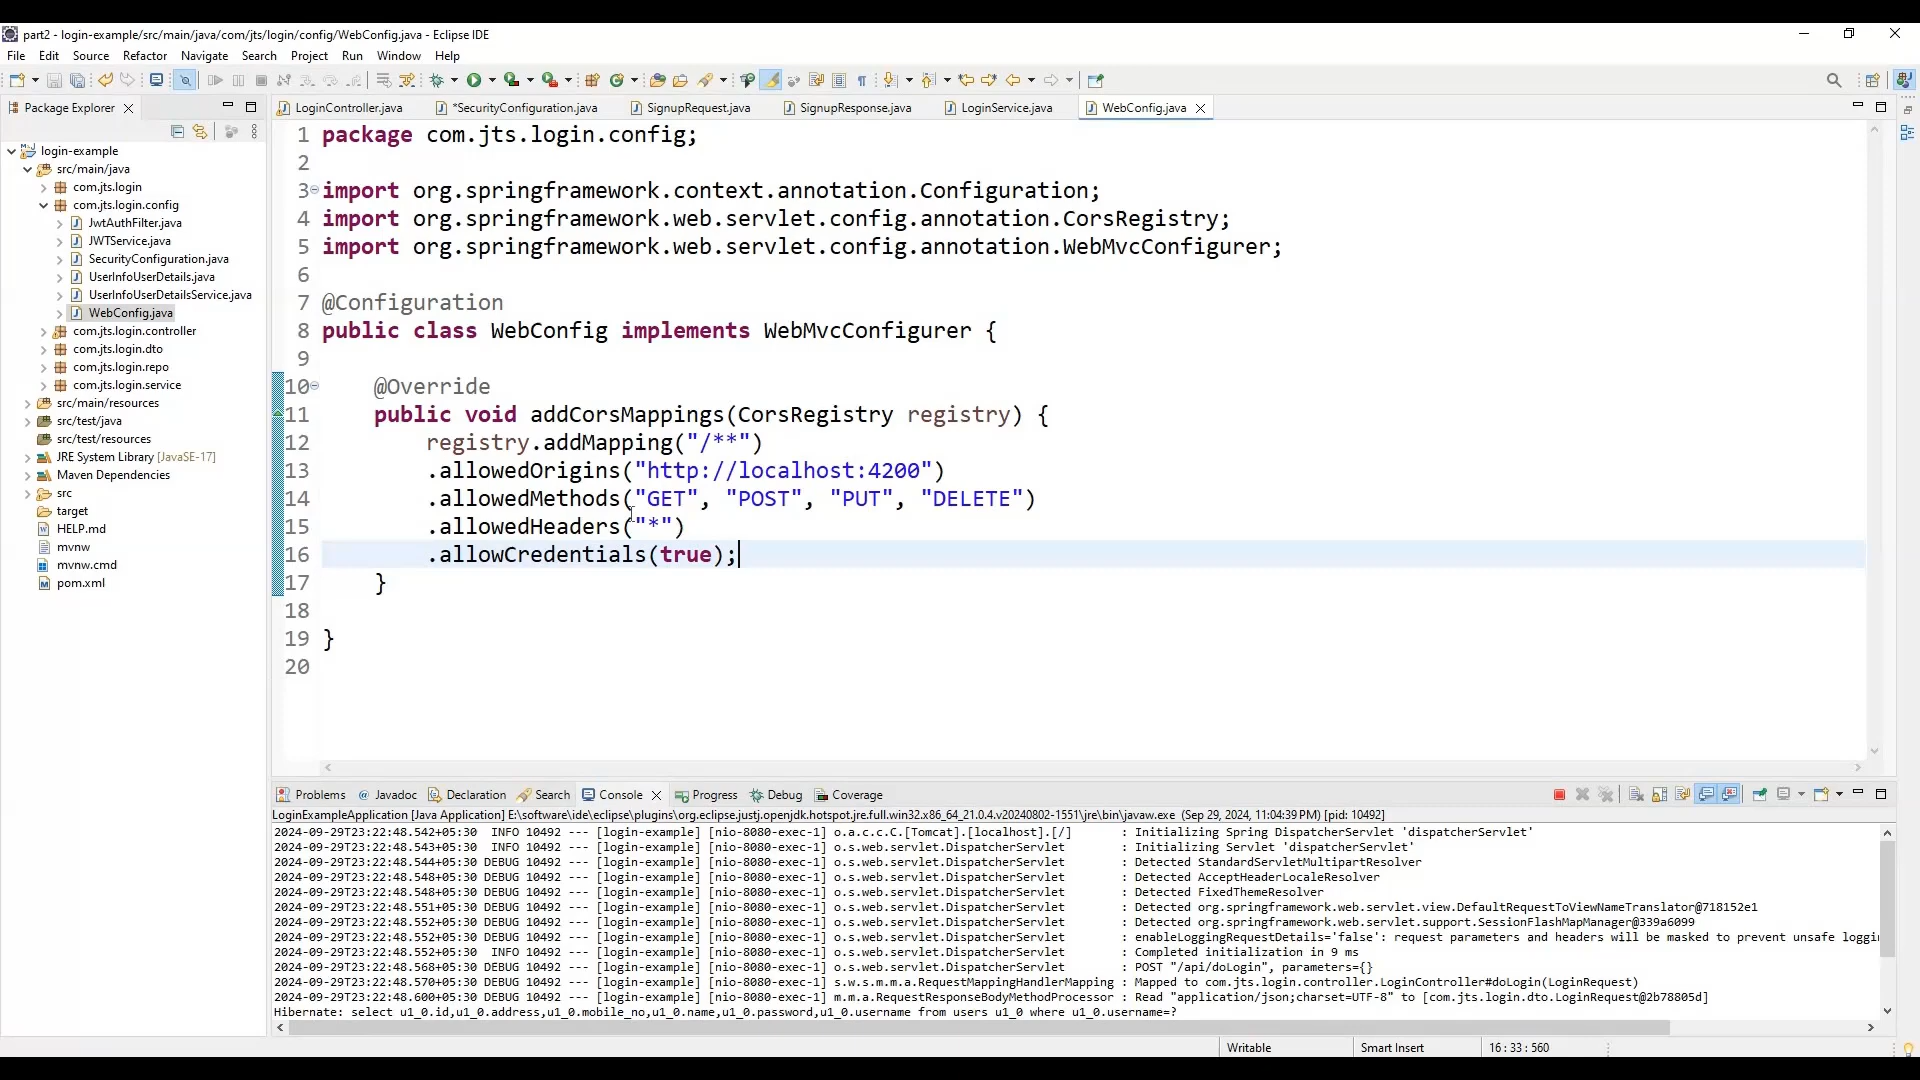 part2 - login-example/src/main/java/com/jts/login/config/WebConfig.java - Eclipse IDE
File Edit Source Refactor Navigate Search Project Run Window Help
Package Explorer
login-example
src/main/java
com.jts.login
com.jts.login.config
JwtAuthFilter.java
JWTService.java
SecurityConfiguration.java
UserInfoUserDetails.java
UserInfoUserDetailsService.java
WebConfig.java
com.jts.login.controller
com.jts.login.dto
com.jts.login.repo
com.jts.login.service
src/main/resources
src/test/java
src/test/resources
JRE System Library [JavaSE-17]
Maven Dependencies
src
target
HELP.md
mvnw
mvnw.cmd
pom.xml
LoginController.java *SecurityConfiguration.java SignupRequest.java SignupResponse.java LoginService.java WebConfig.java
1 package com.jts.login.config;
2
3 import org.springframework.context.annotation.Configuration;
4 import org.springframework.web.servlet.config.annotation.CorsRegistry;
5 import org.springframework.web.servlet.config.annotation.WebMvcConfigurer;
6
7 @Configuration
8 public class WebConfig implements WebMvcConfigurer {
9
10 @Override
11 public void addCorsMappings(CorsRegistry registry) {
12 registry.addMapping("/**")
13 .allowedOrigins("http://localhost:4200")
14 .allowedMethods("GET", "POST", "PUT", "DELETE")
15 .allowedHeaders("*")
16 .allowCredentials(true);
17 }
18
19 }
20
Problems Javadoc Declaration Search Console Progress Debug Coverage
LoginExampleApplication [Java Application] E:\software\ide\eclipse\plugins\org.eclipse.justj.openjdk.hotspot.jre.full.win32.x86_64_21.0.4.v20240802-1551\jre\bin\javaw.exe (Sep 29, 2024, 11:04:39 PM) [pid: 10492]
2024-09-29T23:22:48.542+05:30 INFO 10492 --- [login-example] [nio-8080-exec-1] o.a.c.c.C.[Tomcat].[localhost].[/] : Initializing Spring DispatcherServlet 'dispatcherServlet'
2024-09-29T23:22:48.543+05:30 INFO 10492 --- [login-example] [nio-8080-exec-1] o.s.web.servlet.DispatcherServlet : Initializing Servlet 'dispatcherServlet'
2024-09-29T23:22:48.544+05:30 DEBUG 10492 --- [login-example] [nio-8080-exec-1] o.s.web.servlet.DispatcherServlet : Detected StandardServletMultipartResolver
2024-09-29T23:22:48.548+05:30 DEBUG 10492 --- [login-example] [nio-8080-exec-1] o.s.web.servlet.DispatcherServlet : Detected AcceptHeaderLocaleResolver
2024-09-29T23:22:48.548+05:30 DEBUG 10492 --- [login-example] [nio-8080-exec-1] o.s.web.servlet.DispatcherServlet : Detected FixedThemeResolver
2024-09-29T23:22:48.551+05:30 DEBUG 10492 --- [login-example] [nio-8080-exec-1] o.s.web.servlet.DispatcherServlet : Detected org.springframework.web.servlet.view.DefaultRequestToViewNameTranslator@718152e1
2024-09-29T23:22:48.552+05:30 DEBUG 10492 --- [login-example] [nio-8080-exec-1] o.s.web.servlet.DispatcherServlet : Detected org.springframework.web.servlet.support.SessionFlashMapManager@339a6099
2024-09-29T23:22:48.552+05:30 DEBUG 10492 --- [login-example] [nio-8080-exec-1] o.s.web.servlet.DispatcherServlet : enableLoggingRequestDetails='false': request parameters and headers will be masked to prevent unsafe loggi
2024-09-29T23:22:48.552+05:30 INFO 10492 --- [login-example] [nio-8080-exec-1] o.s.web.servlet.DispatcherServlet : Completed initialization in 9 ms
2024-09-29T23:22:48.568+05:30 DEBUG 10492 --- [login-example] [nio-8080-exec-1] o.s.web.servlet.DispatcherServlet : POST "/api/doLogin", parameters={}
2024-09-29T23:22:48.570+05:30 DEBUG 10492 --- [login-example] [nio-8080-exec-1] s.w.s.m.m.a.RequestMappingHandlerMapping : Mapped to com.jts.login.controller.LoginController#doLogin(LoginRequest)
2024-09-29T23:22:48.600+05:30 DEBUG 10492 --- [login-example] [nio-8080-exec-1] m.m.a.RequestResponseBodyMethodProcessor : Read "application/json;charset=UTF-8" to [com.jts.login.dto.LoginRequest@2b78805d]
Hibernate: select u1_0.id,u1_0.address,u1_0.mobile_no,u1_0.name,u1_0.password,u1_0.username from users u1_0 where u1_0.username=?
Writable Smart Insert 16 : 33 : 560